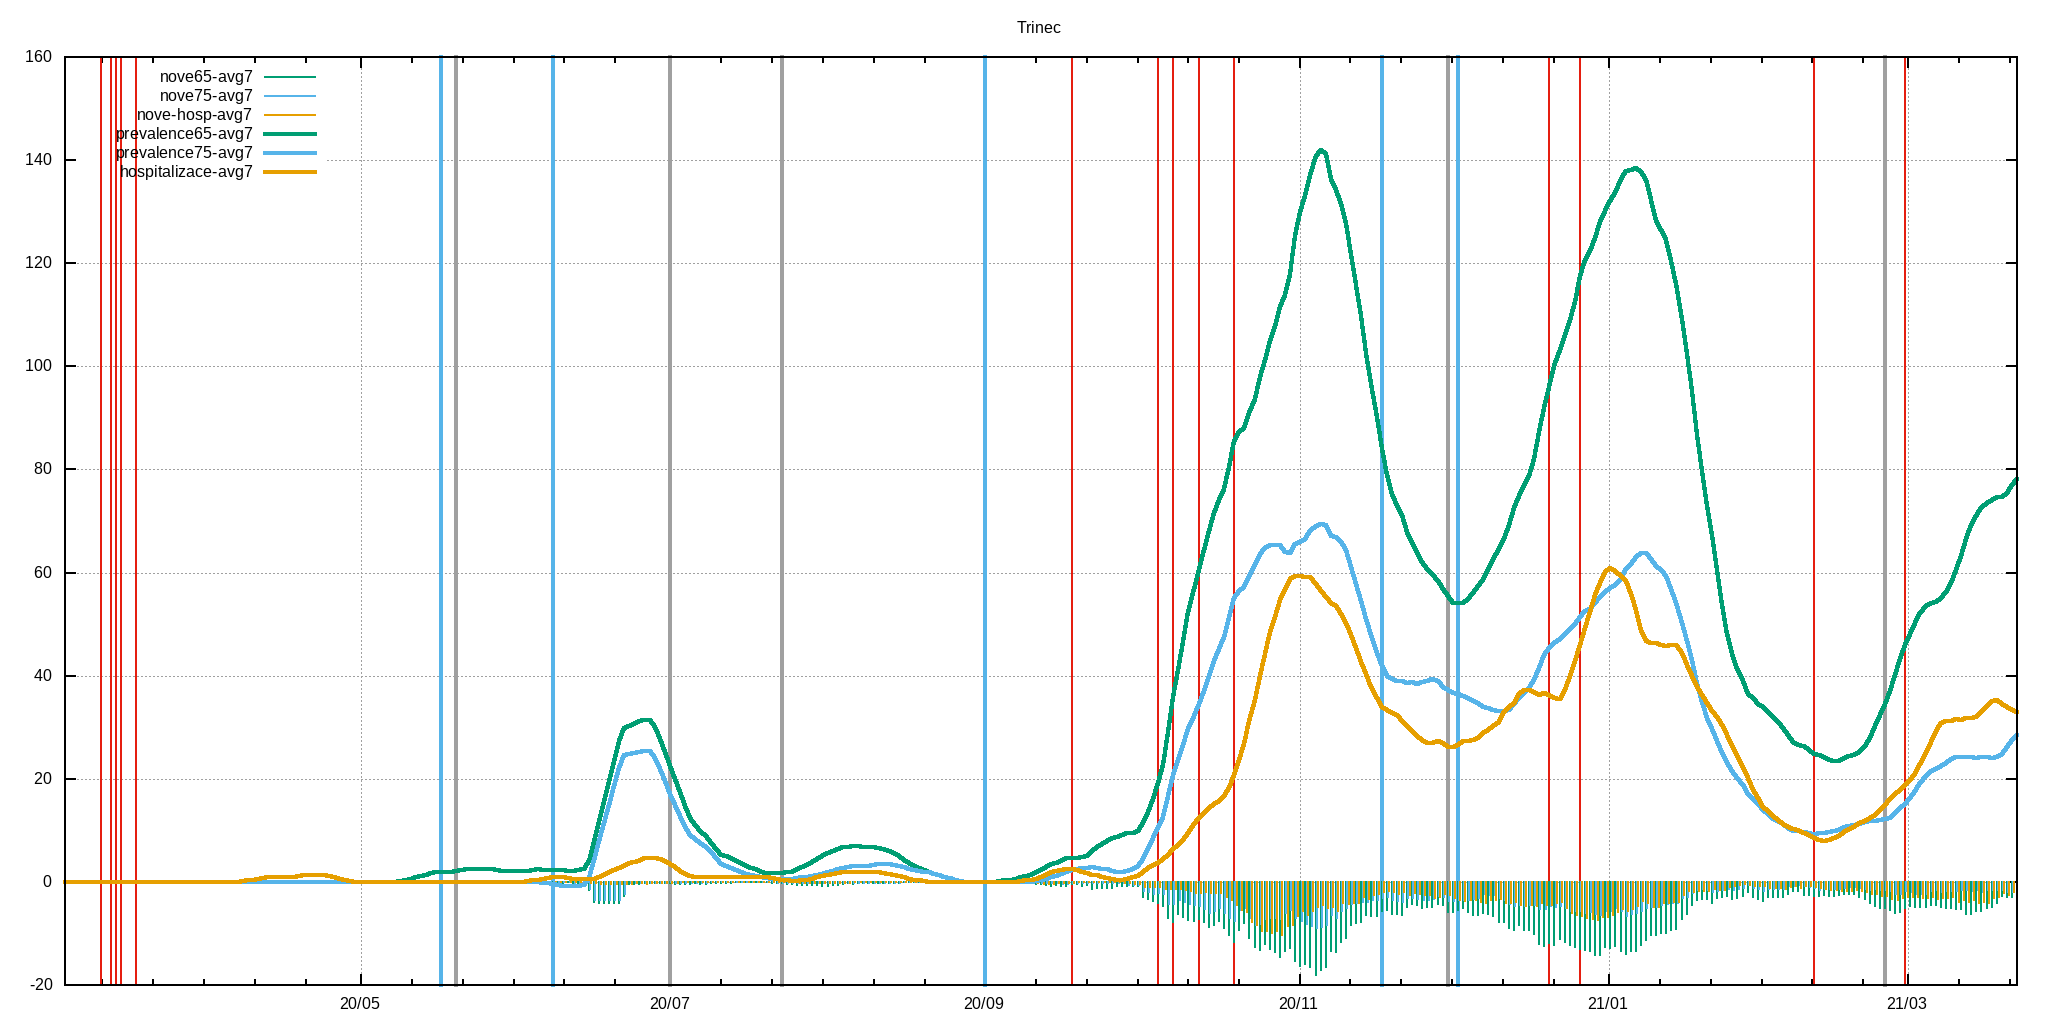 Trinec
160
140
120
100
80
60
40
20
0
-20
nove65-avg7
nove75-avg7
nove-hosp-avg7
prevalence65-avg7
prevalence75-avg7
hospitalizace-avg7
20/05
20/07
20/09
20/11
21/01
21/03